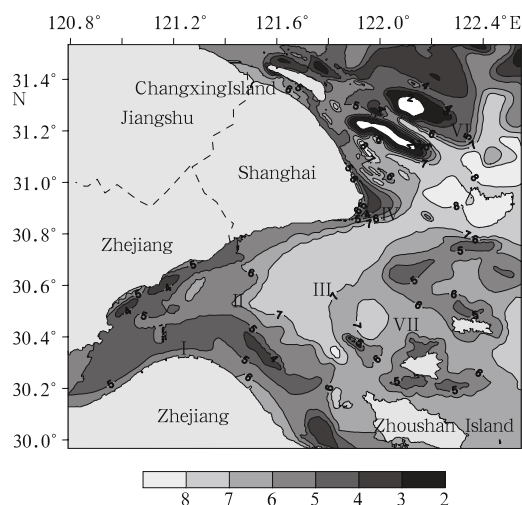 120.8° 121.2° 121.6° 122.0° 122.4°E
31.4°
N
31.2°
31.0°
30.8°
30.6°
30.4°
30.2°
30.0°
ChangxingIsland
Jiangshu
Shanghai
VI
IV
Zhejiang
II
III
VII
I
Zhejiang
Zhoushan Island
8 7 6 5 4 3 2